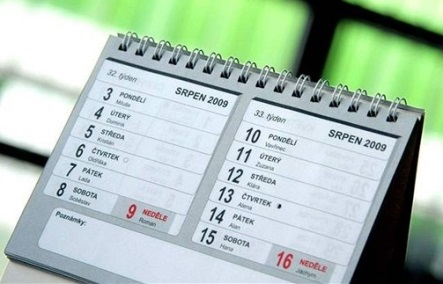 32. týden
SRPEN 2009
3 PONDĚLÍ
Miluše
4 ÚTERÝ
Dominik
5 STŘEDA
Kristián
6 ČTVRTEK
Oldřiška
7 PÁTEK
Lada
8 SOBOTA
Soběslav
9 NEDĚLE
Roman
Poznámky:
33. týden
SRPEN 2009
10 PONDĚLÍ
Vavřinec
11 ÚTERÝ
Zuzana
12 STŘEDA
Klára
13 ČTVRTEK
Alena
14 PÁTEK
Alan
15 SOBOTA
Hana
16 NEDĚLE
Jáchym